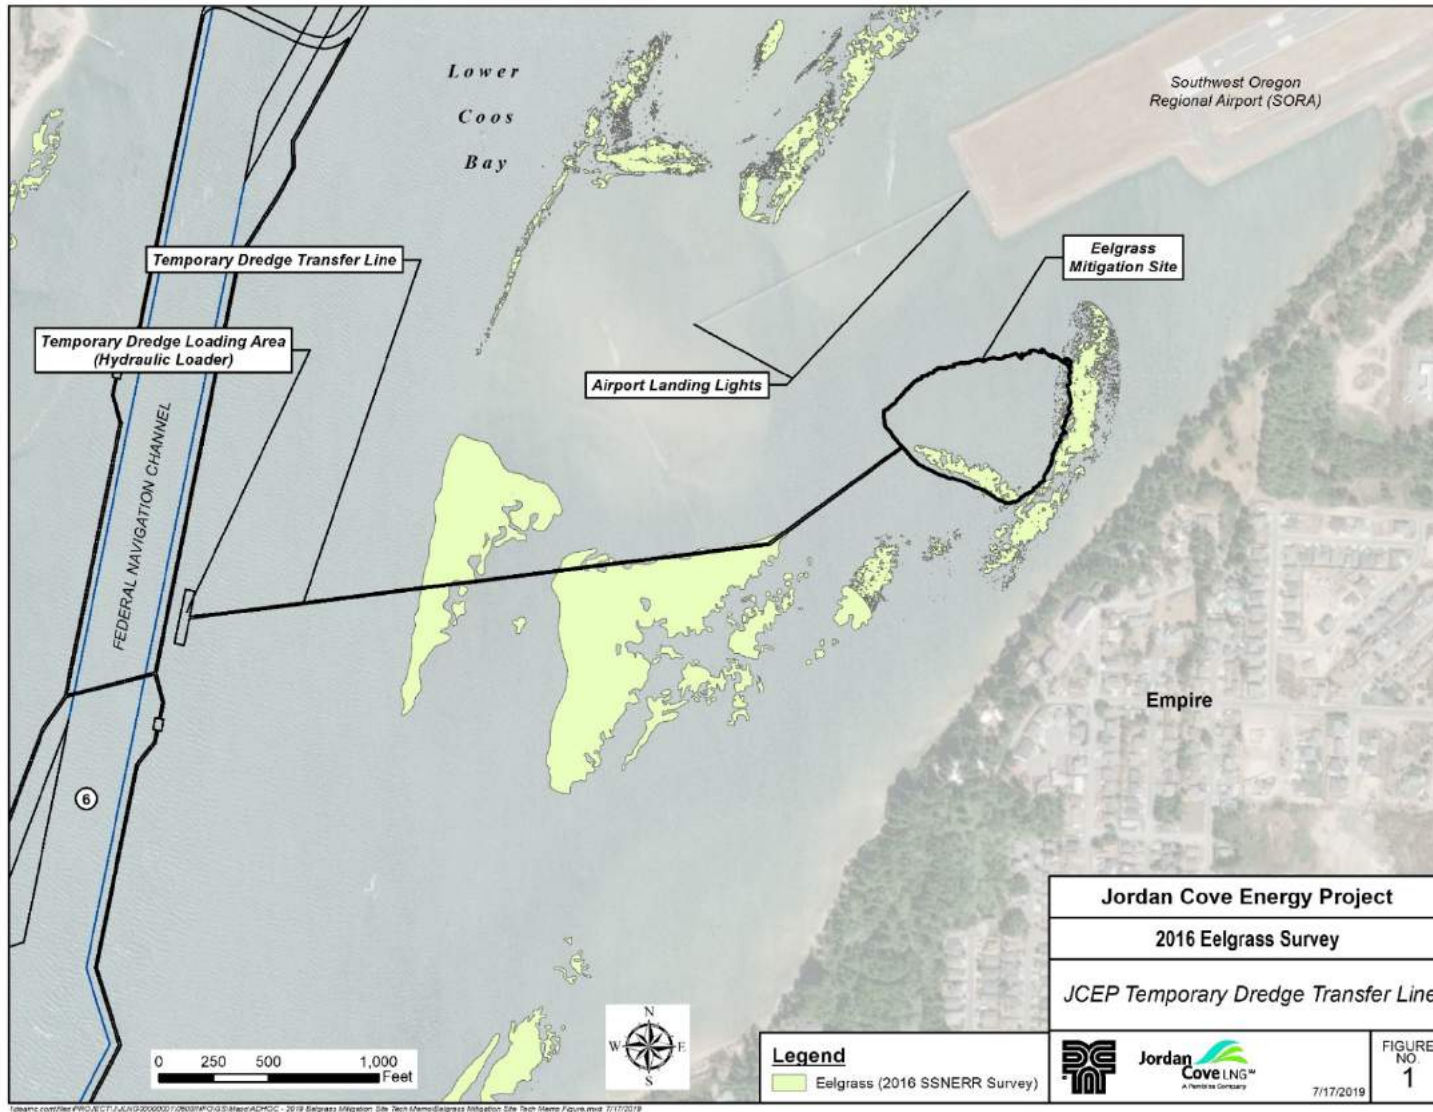 Lower
Coos
Bay
Southwest Oregon
Regional Airport (SORA)
Temporary Dredge Transfer Line
Eelgrass
Mitigation Site
Temporary Dredge Loading Area
(Hydraulic Loader)
Airport Landing Lights
FEDERAL NAVIGATION CHANNEL
Empire
6
N
W
E
S
0 250 500 1,000
Feet
Legend
Eelgrass (2016 SSNERR Survey)
Jordan Cove Energy Project
2016 Eelgrass Survey
JCEP Temporary Dredge Transfer Line
Jordan
Cove LNG
A Pembina Company
7/17/2019
FIGURE
NO.
1